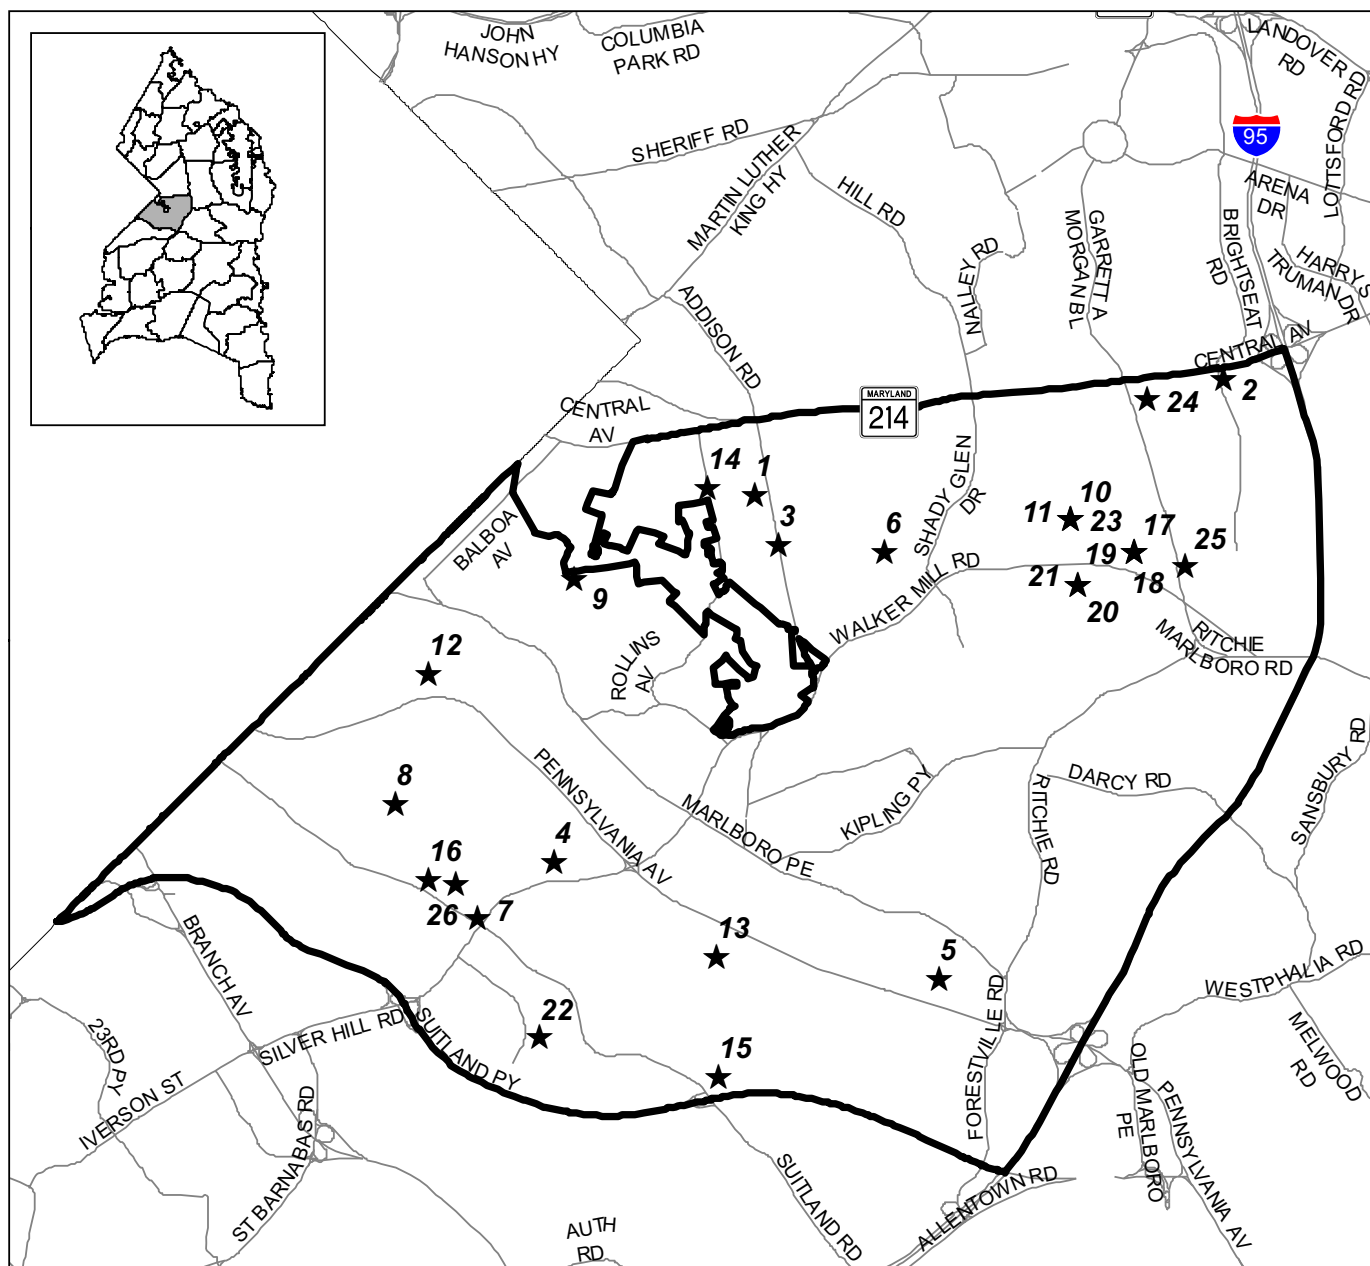 JOHN
HANSON HY
COLUMBIA
PARK RD
LANDOVER
RD
LOTTSFORD RD
95
SHERIFF RD
MARTIN LUTHER
KING HY
HILL RD
NALLEY RD
GARRETT A
MORGAN BL
BRIGHTSEAT
RD
ARENA
DR
HARRY S
TRUMAN DR
ADDISON RD
CENTRAL AV
CENTRAL
AV
MARYLAND
214
2
24
14
1
3
6
SHADY GLEN
DR
10
11
23
17
19
25
18
21
20
BALBOA
AV
9
WALKER MILL RD
RITCHIE
MARLBORO RD
ROLLINS
AV
12
8
PENNSYLVANIA AV
MARLBORO PE
KIPLING PY
RITCHIE RD
DARCY RD
SANSBURY RD
4
16
26
7
13
5
BRANCH AV
WESTPHALIA RD
MELWOOD
RD
23RD PY
SILVER HILL RD
SUITLAND PY
22
15
FORESTVILLE RD
OLD MARLBORO
PE
PENNSYLVANIA AV
IVERSON ST
ST BARNABAS RD
SUITLAND RD
ALLENTOWN RD
AUTH
RD